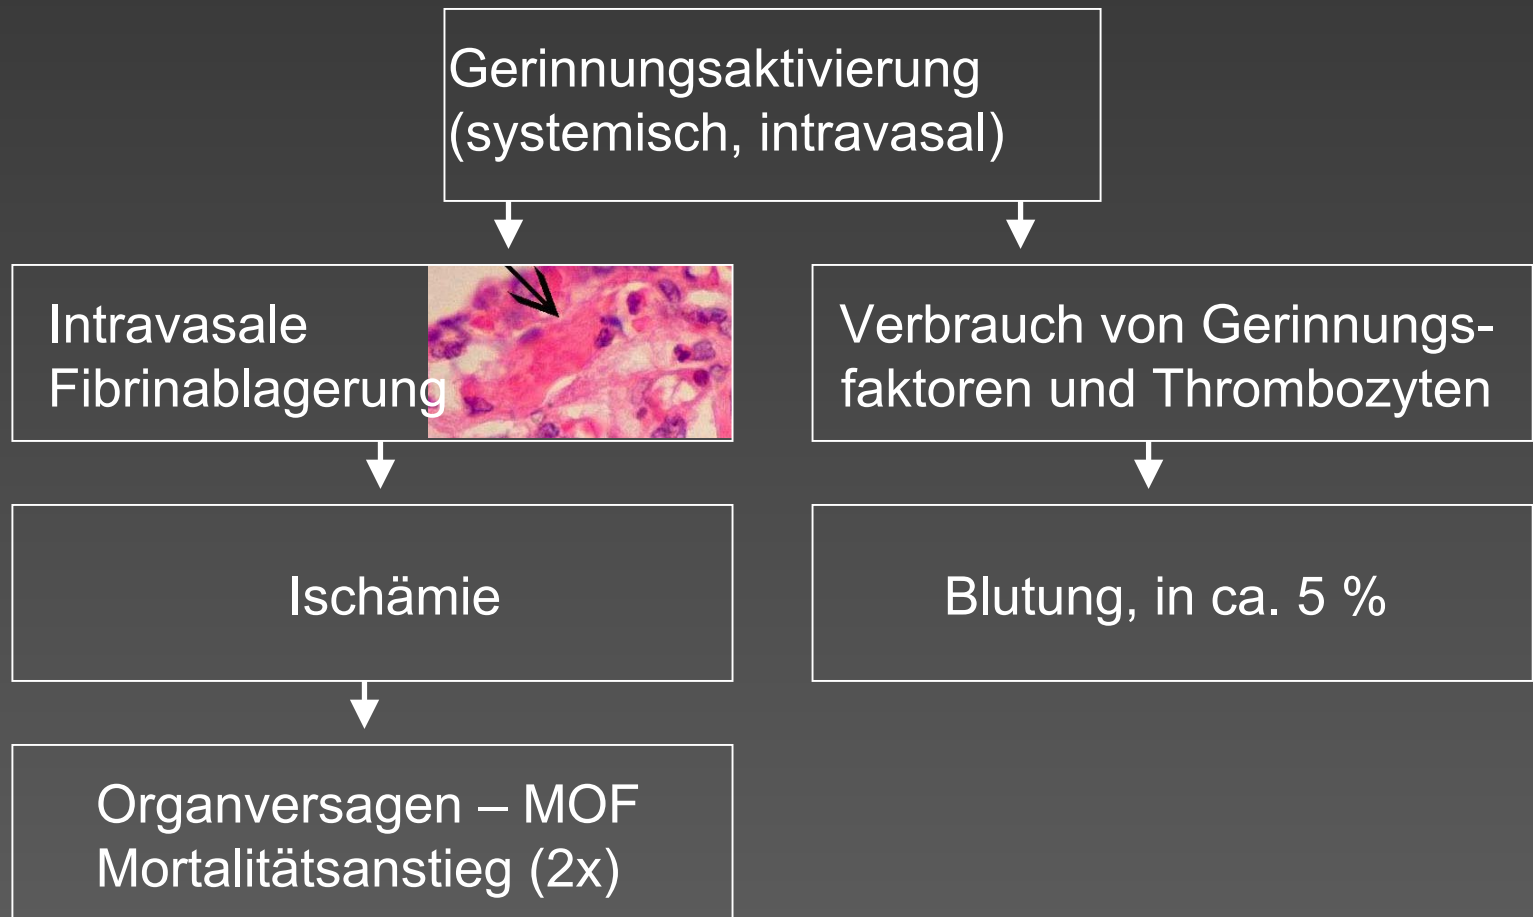 Gerinnungsaktivierung
(systemisch, intravasal)
Intravasale
Fibrinablagerung
Verbrauch von Gerinnungs-
faktoren und Thrombozyten
Ischämie
Blutung, in ca. 5 %
Organversagen – MOF
Mortalitätsanstieg (2x)